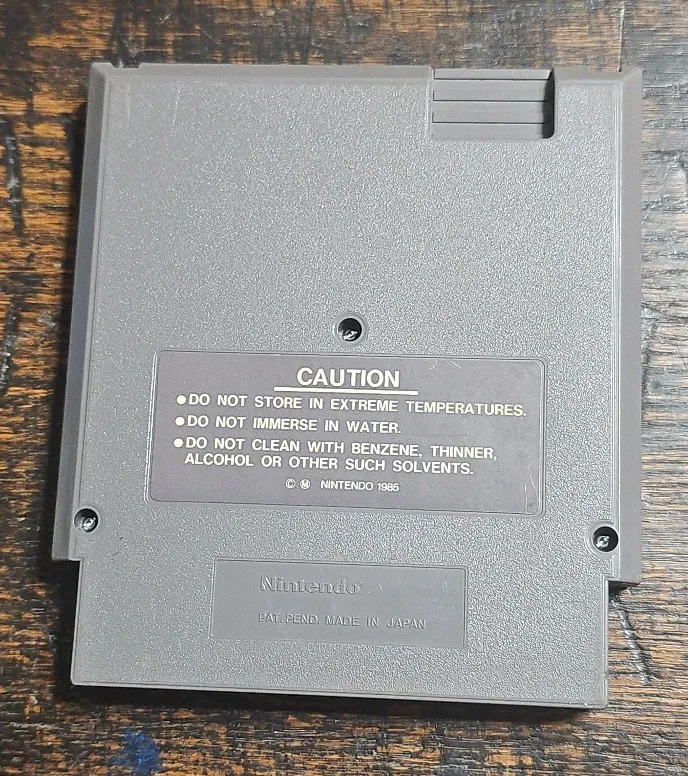 CAUTION
●DO NOT STORE IN EXTREME TEMPERATURES.
●DO NOT IMMERSE IN WATER.
●DO NOT CLEAN WITH BENZENE, THINNER,
ALCOHOL OR OTHER SUCH SOLVENTS.
© Ⓜ NINTENDO 1985
Nintendo®
PAT. PEND. MADE IN JAPAN